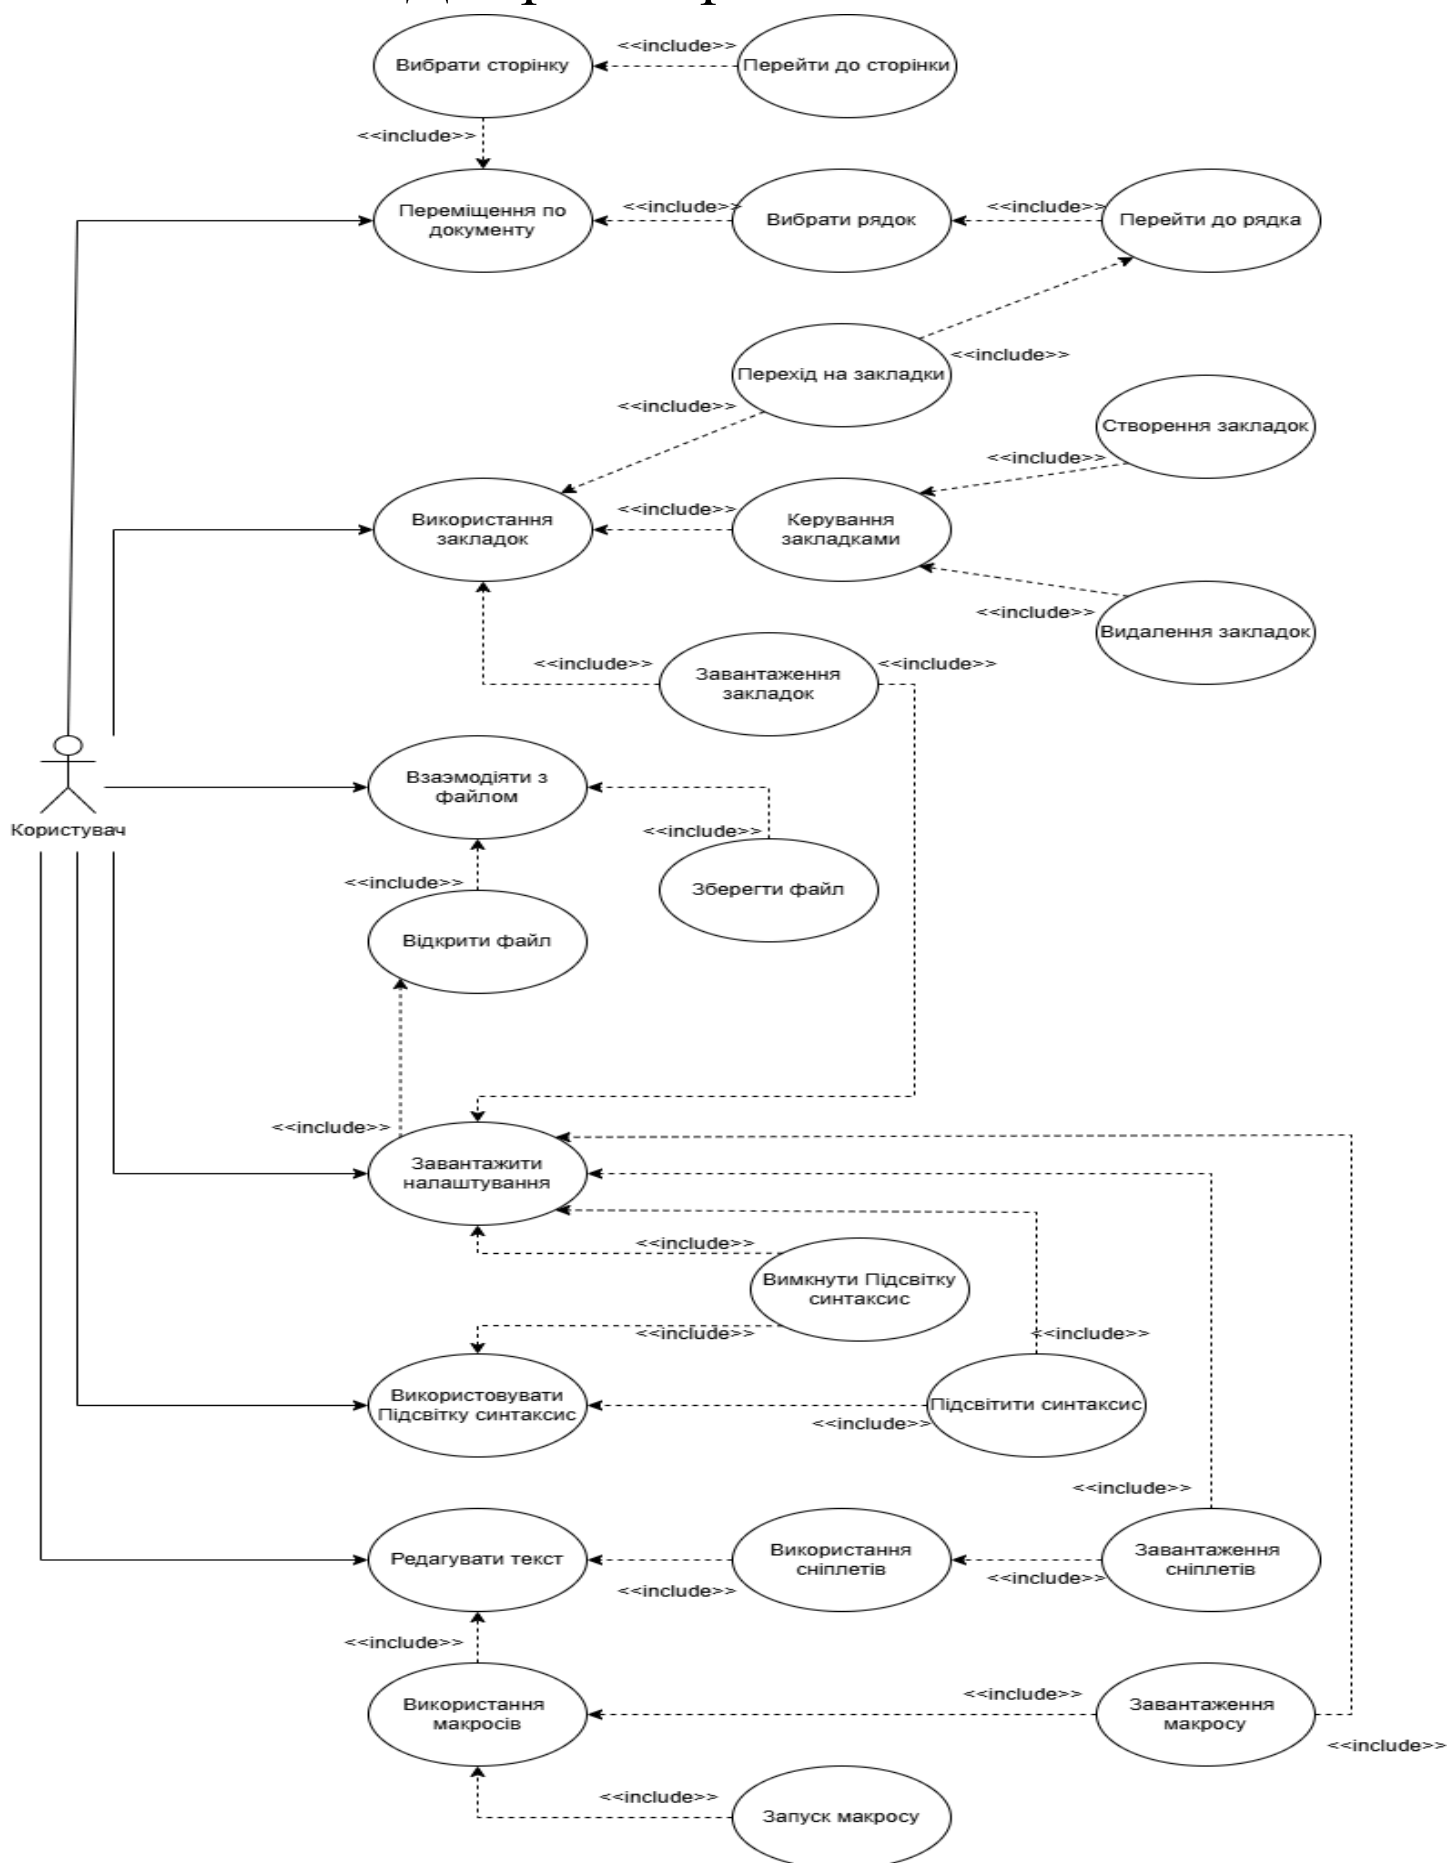 <<include>>
Вибрати сторінку
Перейти до сторінки
<<include>>
Переміщення по
документу
<<include>>
Вибрати рядок
<<include>>
Перейти до рядка
Перехід на закладки
<<include>>
<<include>>
Створення закладок
<<include>>
Використання
закладок
<<include>>
Керування
закладками
<<include>>
Видалення закладок
<<include>>
Завантаження
закладок
<<include>>
Взаэмодіяти з
файлом
Користувач
<<include>>
Зберегти файл
<<include>>
Відкрити файл
<<include>>
Завантажити
налаштування
<<include>>
Вимкнути Підсвітку
синтаксис
<<include>>
<<include>>
Використовувати
Підсвітку синтаксис
Підсвітити синтаксис
<<include>>
<<include>>
Редагувати текст
Використання
сніплетів
Завантаження
сніплетів
<<include>>
<<include>>
<<include>>
Використання
макросів
<<include>>
Завантаження
макросу
<<include>>
<<include>>
Запуск макросу